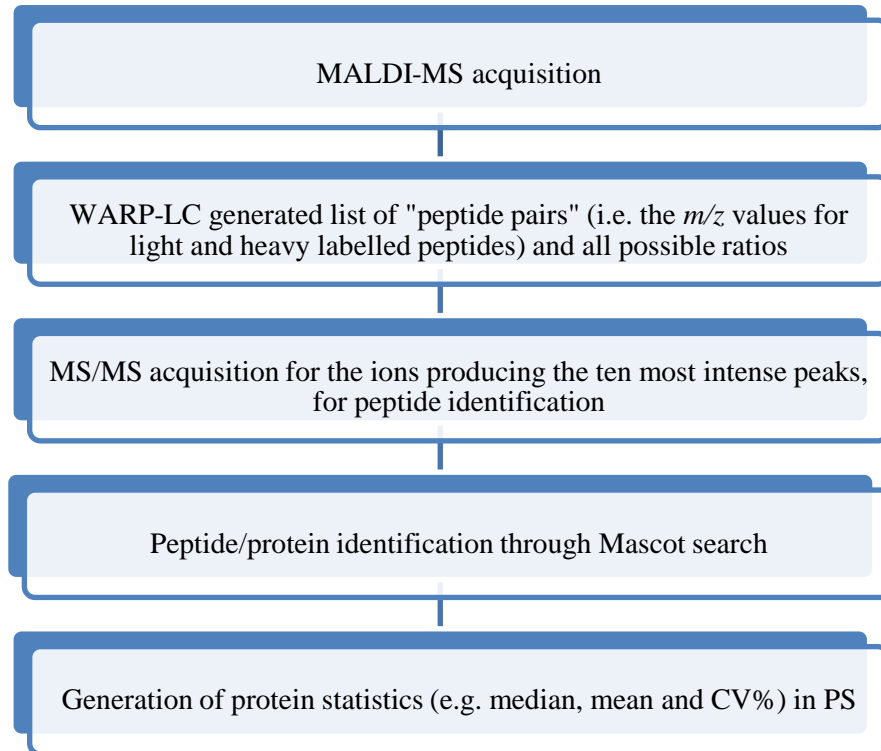 MALDI-MS acquisition
WARP-LC generated list of "peptide pairs" (i.e. the m/z values for
light and heavy labelled peptides) and all possible ratios
MS/MS acquisition for the ions producing the ten most intense peaks,
for peptide identification
Peptide/protein identification through Mascot search
Generation of protein statistics (e.g. median, mean and CV%) in PS